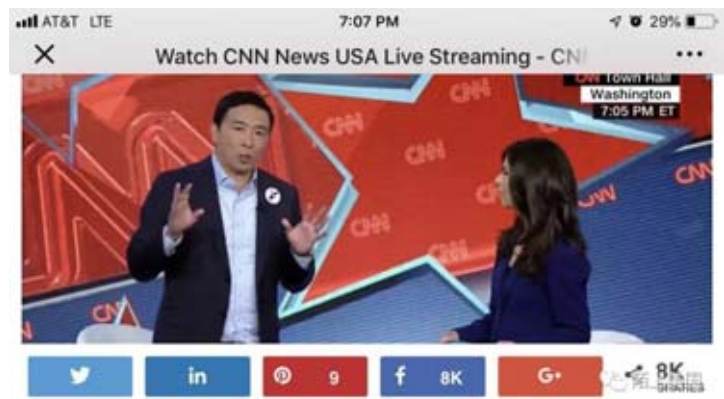 AT&T LTE 7:07 PM 29%
Watch CNN News USA Live Streaming - CN
Town Hall
Washington
7:05 PM ET
CNN
CNN
CNN
CNN
CNN
CNN
CNN
in
9
f 8K
G+
8K
SHARES